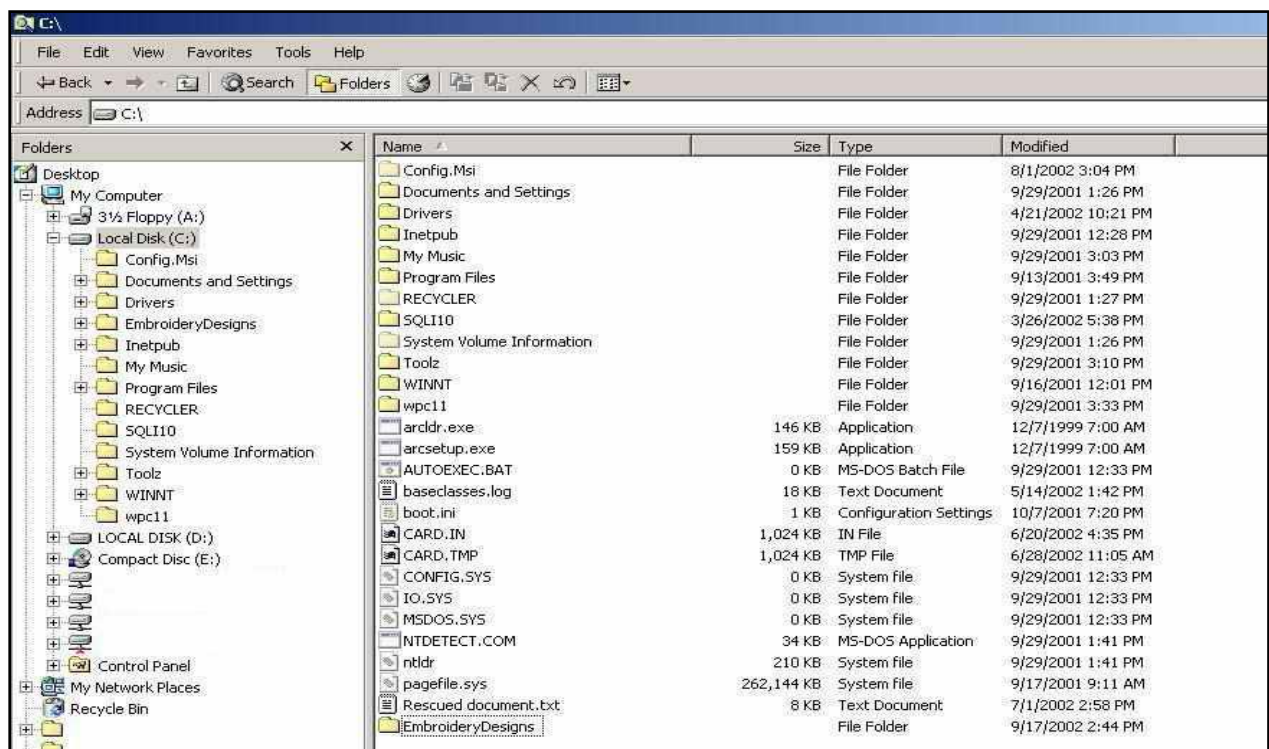 C:\
File Edit View Favorites Tools Help
Back Search Folders
Address C:\
Folders X
Desktop
My Computer
3½ Floppy (A:)
Local Disk (C:)
Config.Msi
Documents and Settings
Drivers
EmbroideryDesigns
Inetpub
My Music
Program Files
RECYCLER
SQLI10
System Volume Information
Toolz
WINNT
wpc11
LOCAL DISK (D:)
Compact Disc (E:)
Control Panel
My Network Places
Recycle Bin
Name Size Type Modified
Config.Msi File Folder 8/1/2002 3:04 PM
Documents and Settings File Folder 9/29/2001 1:26 PM
Drivers File Folder 4/21/2002 10:21 PM
Inetpub File Folder 9/29/2001 12:28 PM
My Music File Folder 9/29/2001 3:03 PM
Program Files File Folder 9/13/2001 3:49 PM
RECYCLER File Folder 9/29/2001 1:27 PM
SQLI10 File Folder 3/26/2002 5:38 PM
System Volume Information File Folder 9/29/2001 1:26 PM
Toolz File Folder 9/29/2001 3:10 PM
WINNT File Folder 9/16/2001 12:01 PM
wpc11 File Folder 9/29/2001 3:33 PM
arcldr.exe 146 KB Application 12/7/1999 7:00 AM
arcsetup.exe 159 KB Application 12/7/1999 7:00 AM
AUTOEXEC.BAT 0 KB MS-DOS Batch File 9/29/2001 12:33 PM
baseclasses.log 18 KB Text Document 5/14/2002 1:42 PM
boot.ini 1 KB Configuration Settings 10/7/2001 7:20 PM
CARD.IN 1,024 KB IN File 6/20/2002 4:35 PM
CARD.TMP 1,024 KB TMP File 6/28/2002 11:05 AM
CONFIG.SYS 0 KB System file 9/29/2001 12:33 PM
IO.SYS 0 KB System file 9/29/2001 12:33 PM
MSDOS.SYS 0 KB System file 9/29/2001 12:33 PM
NTDETECT.COM 34 KB MS-DOS Application 9/29/2001 1:41 PM
ntldr 210 KB System file 9/29/2001 1:41 PM
pagefile.sys 262,144 KB System file 9/17/2001 9:11 AM
Rescued document.txt 8 KB Text Document 7/1/2002 2:58 PM
EmbroideryDesigns File Folder 9/17/2002 2:44 PM